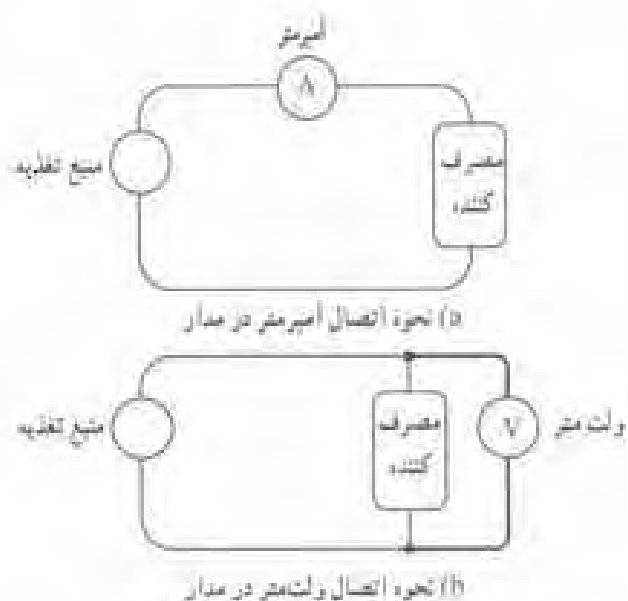 آمپرمتر
A
منبع تغذیه
مصرف
کننده
a) نحوه اتصال آمپرمتر در مدار
منبع تغذیه
مصرف
کننده
V
ولت متر
b) نحوه اتصال ولت‌متر در مدار